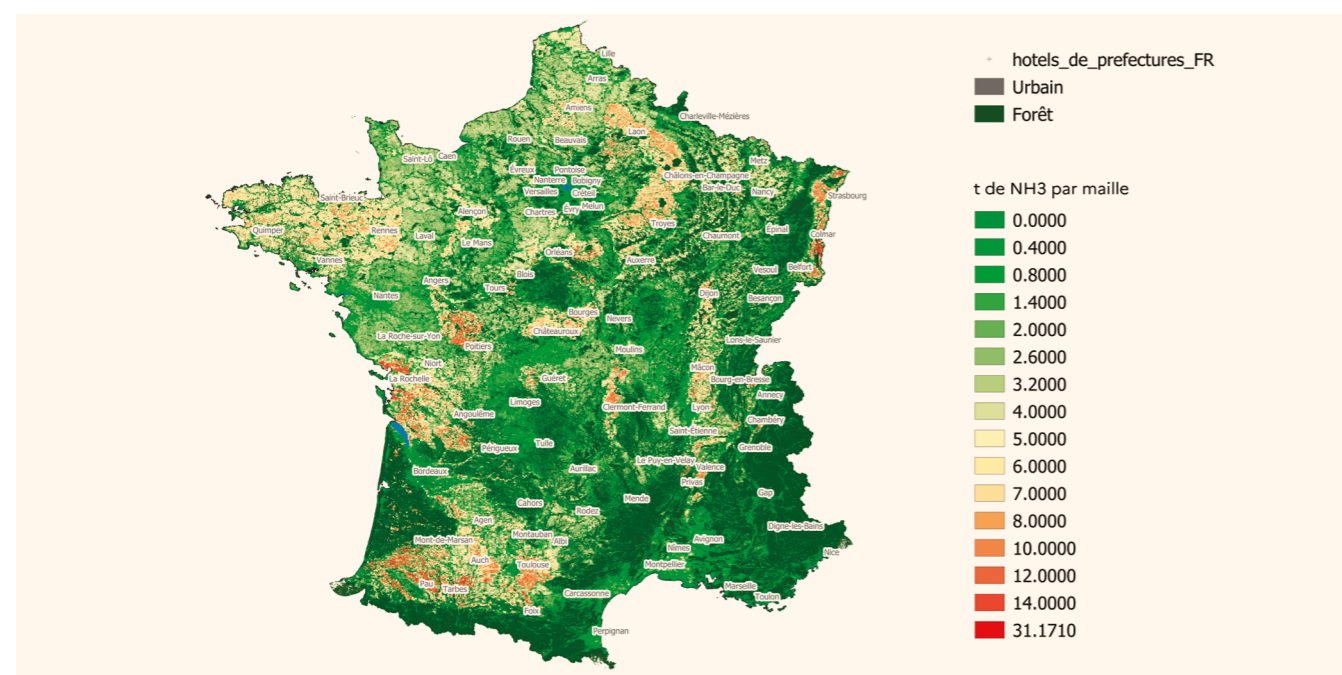 hotels_de_prefectures_FR
Urbain
Forêt
t de NH3 par maille
0.0000
0.4000
0.8000
1.4000
2.0000
2.6000
3.2000
4.0000
5.0000
6.0000
7.0000
8.0000
10.0000
12.0000
14.0000
31.1710
Lille
Arras
Amiens
Charleville-Mézières
Laon
Rouen
Beauvais
Saint-Lô
Caen
Metz
Évreux
Pontoise
Nanterre
Bobigny
Châlons-en-Champagne
Versailles
Créteil
Bar-le-Duc
Nancy
Strasbourg
Saint-Brieuc
Alençon
Chartres
Évry
Melun
Troyes
Quimper
Rennes
Laval
Le Mans
Chaumont
Épinal
Colmar
Vannes
Orléans
Auxerre
Blois
Vesoul
Belfort
Angers
Tours
Nantes
Dijon
Besançon
Bourges
Nevers
Châteauroux
La Roche-sur-Yon
Poitiers
Moulins
Lons-le-Saunier
Niort
Mâcon
La Rochelle
Guéret
Bourg-en-Bresse
Annecy
Limoges
Clermont-Ferrand
Lyon
Angoulême
Chambéry
Saint-Étienne
Périgueux
Tulle
Grenoble
Bordeaux
Aurillac
Le Puy-en-Velay
Valence
Privas
Cahors
Mende
Gap
Rodez
Agen
Digne-les-Bains
Mont-de-Marsan
Montauban
Albi
Avignon
Nîmes
Nice
Auch
Toulouse
Montpellier
Pau
Tarbes
Carcassonne
Marseille
Toulon
Foix
Perpignan